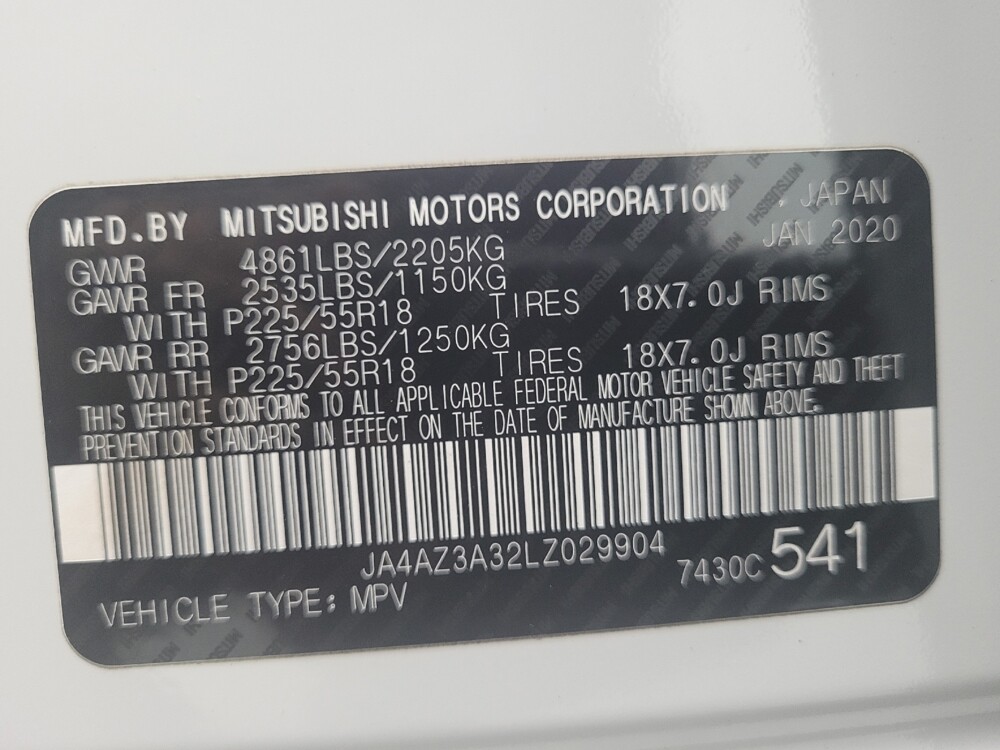 MFD.BY MITSUBISHI MOTORS CORPORATION , JAPAN
JAN 2020
GVWR 4861LBS/2205KG
GAWR FR 2535LBS/1150KG
WITH P225/55R18 TIRES 18X7.0J RIMS
GAWR RR 2756LBS/1250KG
WITH P225/55R18 TIRES 18X7.0J RIMS
THIS VEHICLE CONFORMS TO ALL APPLICABLE FEDERAL MOTOR VEHICLE SAFETY AND THEFT
PREVENTION STANDARDS IN EFFECT ON THE DATE OF MANUFACTURE SHOWN ABOVE.
JA4AZ3A32LZ029904
7430C 541
VEHICLE TYPE: MPV